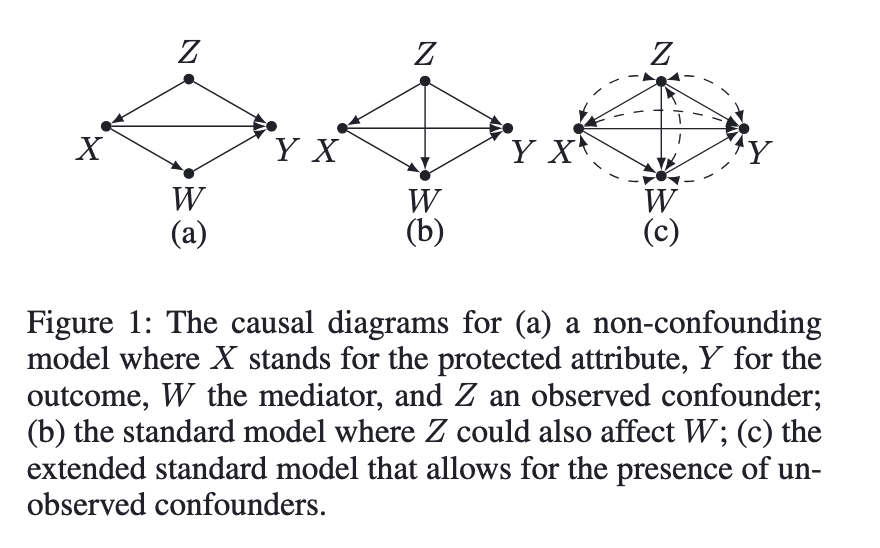 Z Z Z
X Y X Y X Y
W W W
(a) (b) (c)
Figure 1: The causal diagrams for (a) a non-confounding
model where X stands for the protected attribute, Y for the
outcome, W the mediator, and Z an observed confounder;
(b) the standard model where Z could also affect W; (c) the
extended standard model that allows for the presence of un-
observed confounders.